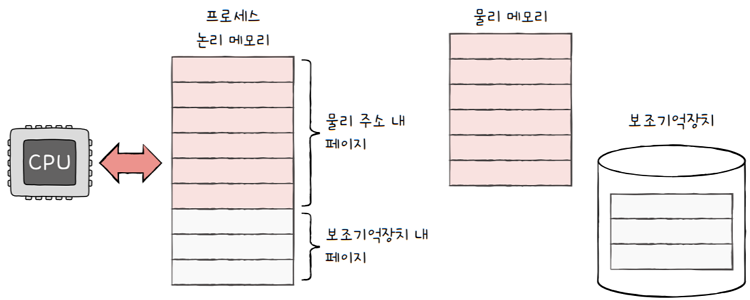 프로세스
논리 메모리
물리 메모리
CPU
물리 주소 내
페이지
보조기억장치
보조기억장치 내
페이지